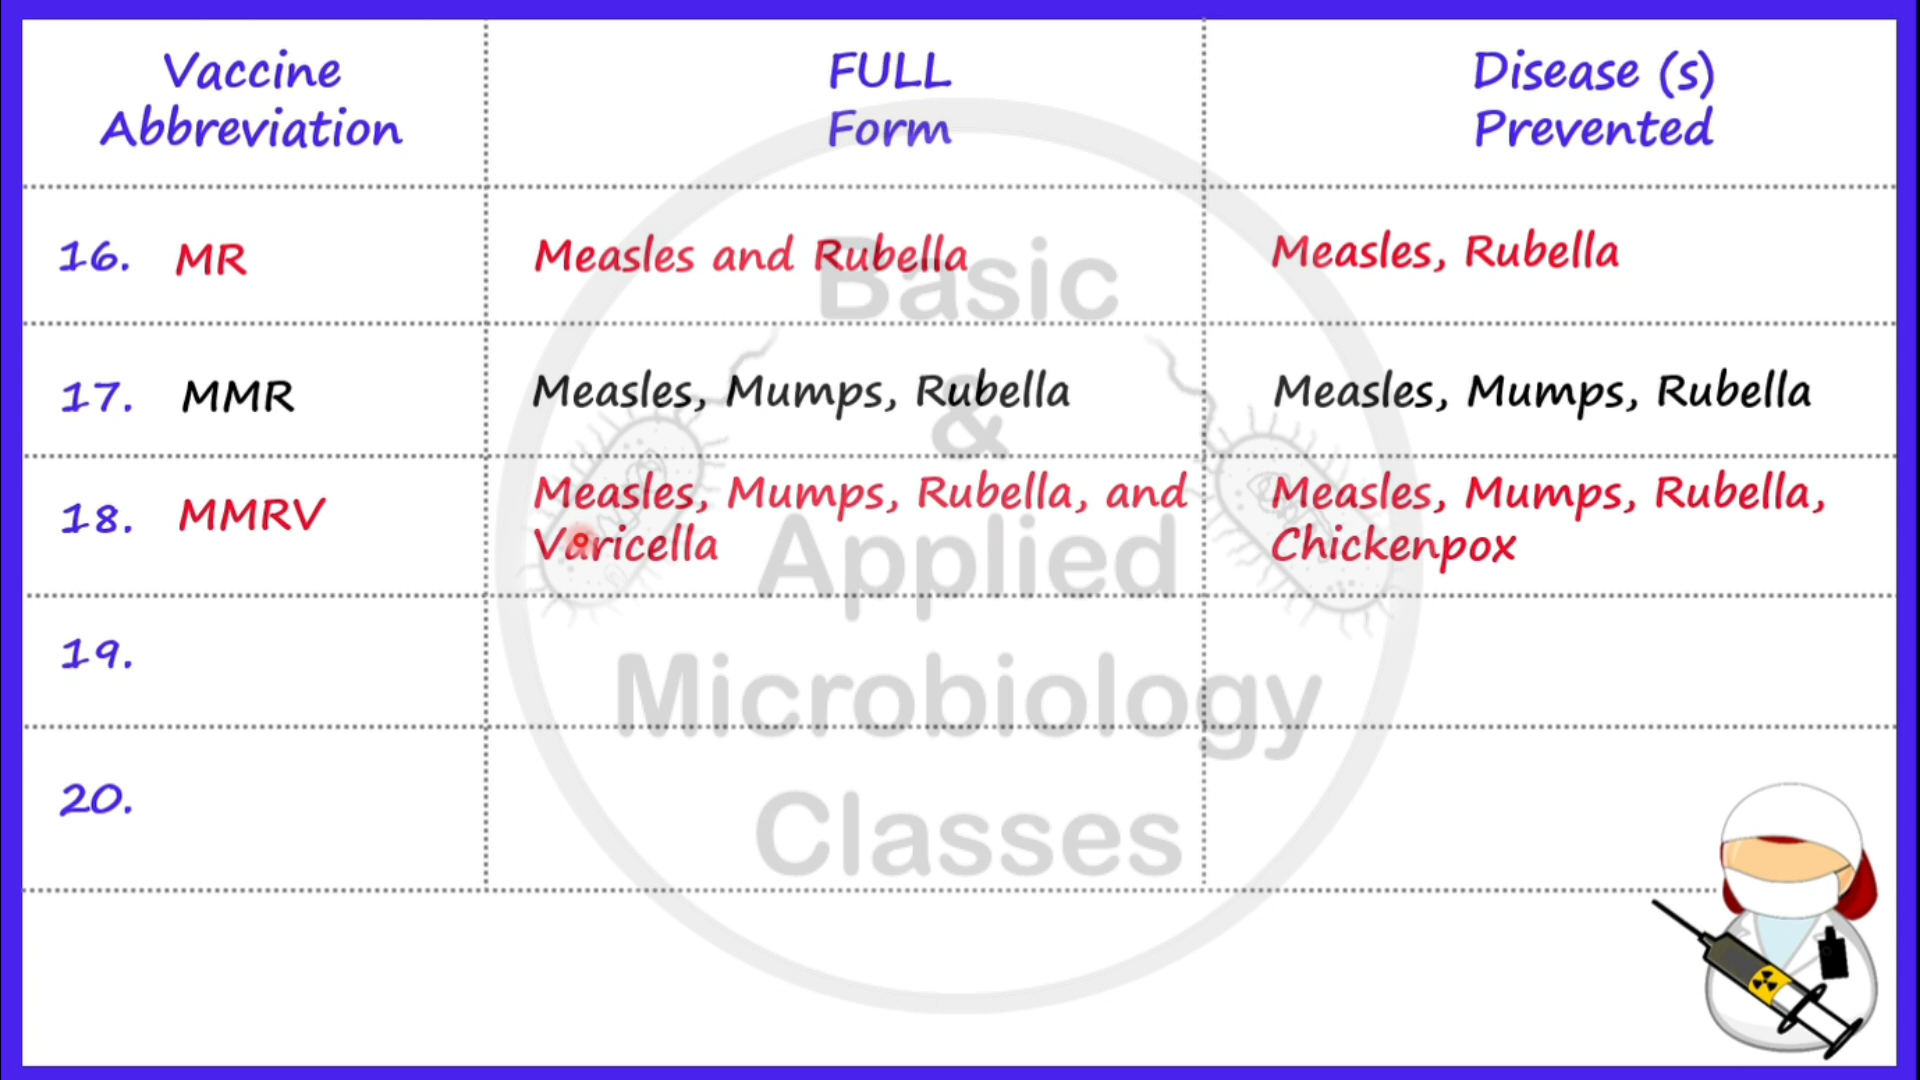 Vaccine
Abbreviation
FULL
Form
Disease (s)
Prevented
16. MR
Measles and Rubella
Measles, Rubella
17. MMR
Measles, Mumps, Rubella
Measles, Mumps, Rubella
18. MMRV
Measles, Mumps, Rubella, and
Varicella
Measles, Mumps, Rubella,
Chickenpox
19.
20.
Basic
&
Applied
Microbiology
Classes